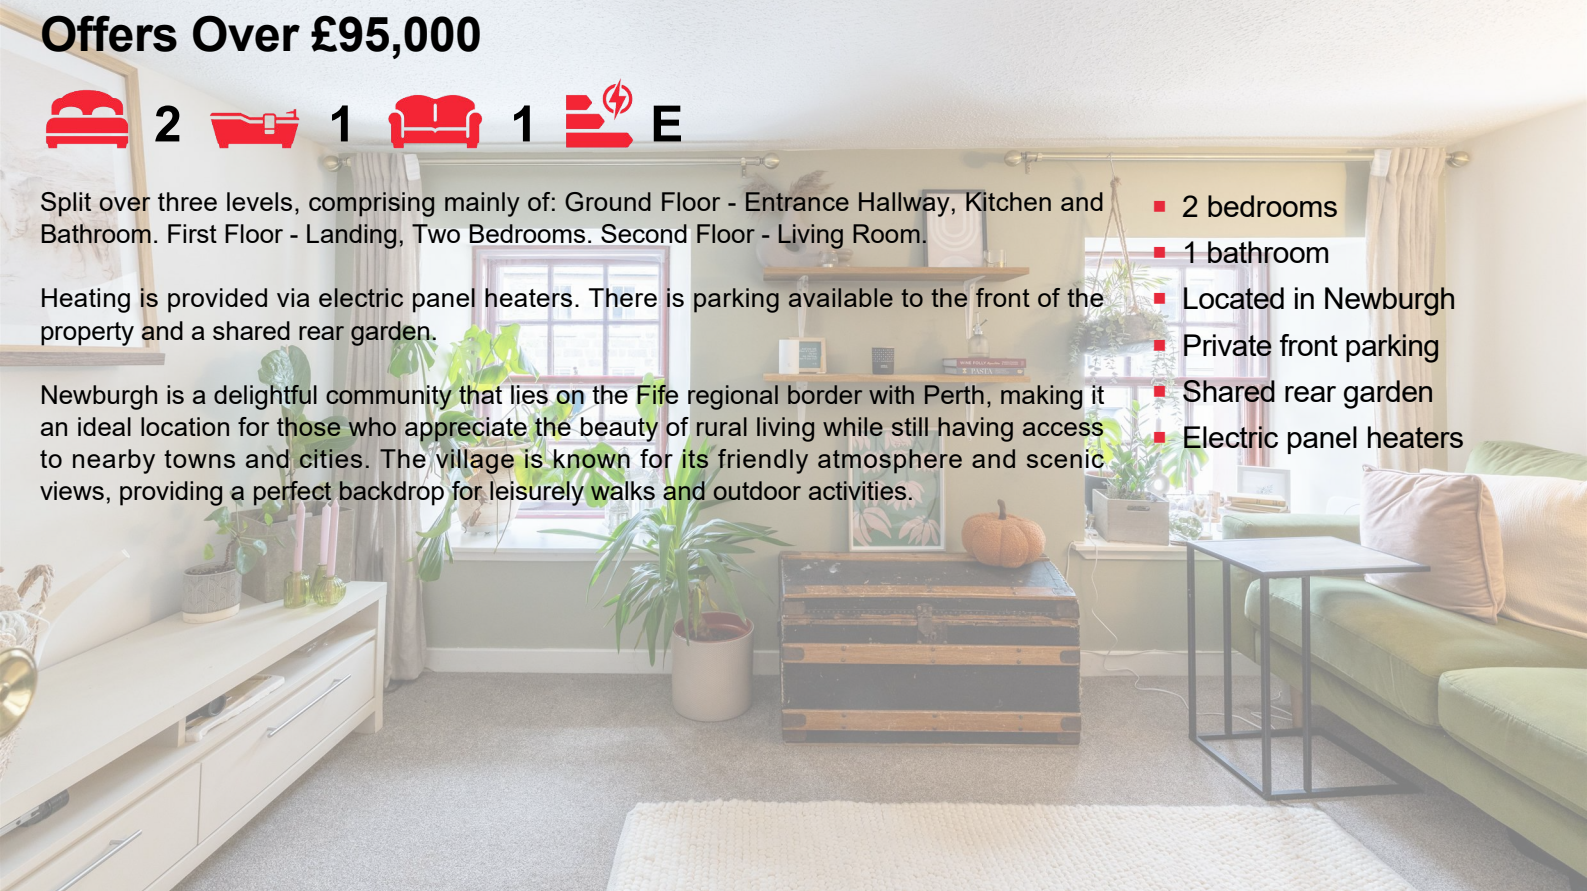 Offers Over £95,000
2 1 1 E
Split over three levels, comprising mainly of: Ground Floor - Entrance Hallway, Kitchen and
Bathroom. First Floor - Landing, Two Bedrooms. Second Floor - Living Room.
Heating is provided via electric panel heaters. There is parking available to the front of the
property and a shared rear garden.
Newburgh is a delightful community that lies on the Fife regional border with Perth, making it
an ideal location for those who appreciate the beauty of rural living while still having access
to nearby towns and cities. The village is known for its friendly atmosphere and scenic
views, providing a perfect backdrop for leisurely walks and outdoor activities.
2 bedrooms
1 bathroom
Located in Newburgh
Private front parking
Shared rear garden
Electric panel heaters
PASTA